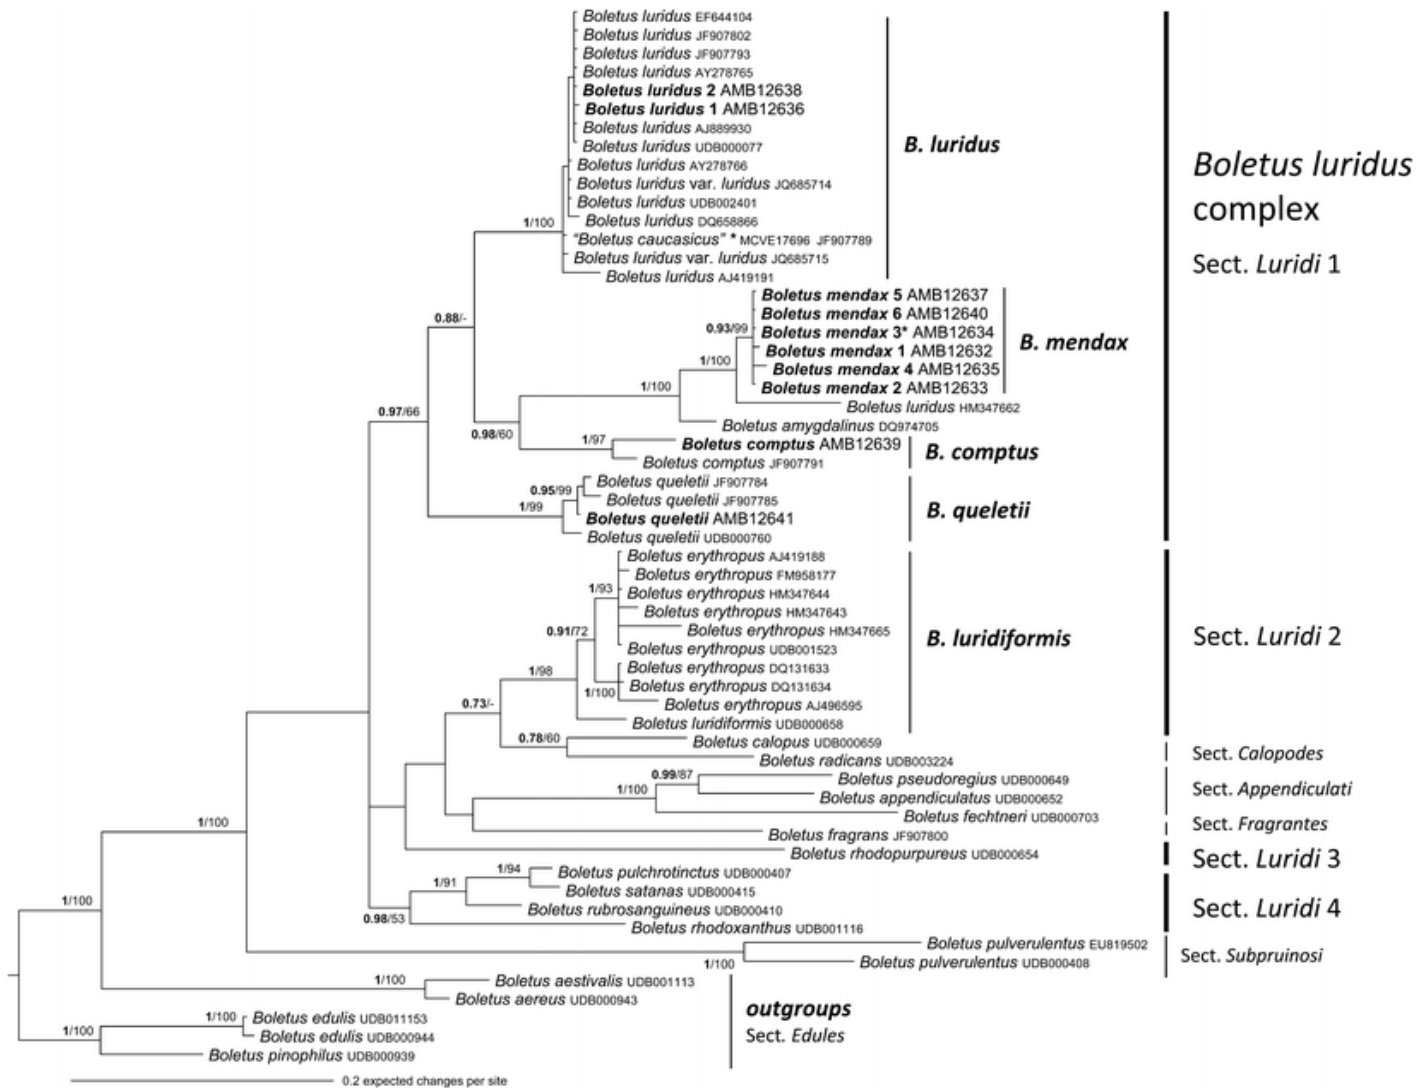 Boletus luridus EF644104
Boletus luridus JF907802
Boletus luridus JF907793
Boletus luridus AY278765
Boletus luridus 2 AMB12638
Boletus luridus 1 AMB12636
Boletus luridus AJ889930
Boletus luridus UDB000077
Boletus luridus AY278766
Boletus luridus var. luridus JQ685714
Boletus luridus UDB002401
Boletus luridus DQ658866
1/100
"Boletus caucasicus" * MCVE17696 JF907789
Boletus luridus var. luridus JQ685715
Boletus luridus AJ419191
B. luridus
Boletus luridus
complex
Sect. Luridi 1
0.88/-
Boletus mendax 5 AMB12637
Boletus mendax 6 AMB12640
0.93/99
Boletus mendax 3* AMB12634
Boletus mendax 1 AMB12632
1/100
Boletus mendax 4 AMB12635
1/100
Boletus mendax 2 AMB12633
B. mendax
Boletus luridus HM347662
0.97/66
Boletus amygdalinus DQ974705
0.98/60
1/97
Boletus comptus AMB12639
Boletus comptus JF907791
B. comptus
Boletus queletii JF907784
0.95/99
Boletus queletii JF907785
1/99
Boletus queletii AMB12641
Boletus queletii UDB000760
B. queletii
Boletus erythropus AJ419188
Boletus erythropus FM958177
1/93
Boletus erythropus HM347644
Boletus erythropus HM347643
0.91/72
Boletus erythropus HM347665
Boletus erythropus UDB001523
1/98
Boletus erythropus DQ131633
Boletus erythropus DQ131634
1/100
Boletus erythropus AJ496595
0.73/-
Boletus luridiformis UDB000658
B. luridiformis
Sect. Luridi 2
0.78/60
Boletus calopus UDB000659
Boletus radicans UDB003224
Sect. Calopodes
0.99/87
Boletus pseudoregius UDB000649
1/100
Boletus appendiculatus UDB000652
Boletus fechtneri UDB000703
Sect. Appendiculati
1/100
Boletus fragrans JF907800
Sect. Fragrantes
Boletus rhodopurpureus UDB000654
Sect. Luridi 3
1/94
Boletus pulchrotinctus UDB000407
1/91
Boletus satanas UDB000415
1/100
Boletus rubrosanguineus UDB000410
0.98/53
Boletus rhodoxanthus UDB001116
Sect. Luridi 4
Boletus pulverulentus EU819502
1/100
Boletus pulverulentus UDB000408
Sect. Subpruinosi
1/100
Boletus aestivalis UDB001113
Boletus aereus UDB000943
1/100
Boletus edulis UDB011153
1/100
Boletus edulis UDB000944
Boletus pinophilus UDB000939
outgroups
Sect. Edules
0.2 expected changes per site